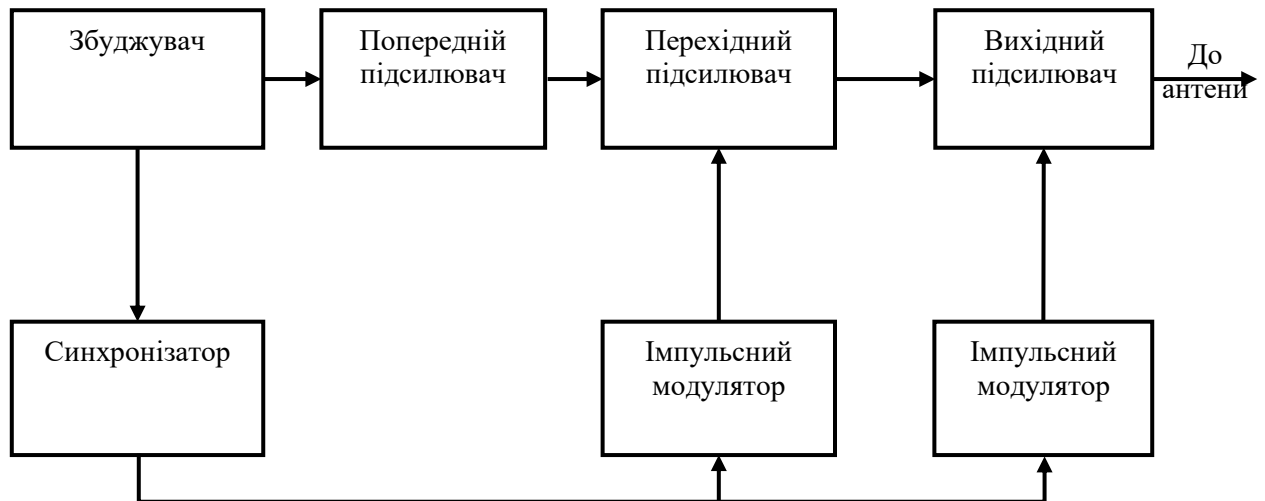 Збуджувач
Попередній
підсилювач
Перехідний
підсилювач
Вихідний
підсилювач
До
антени
Синхронізатор
Імпульсний
модулятор
Імпульсний
модулятор